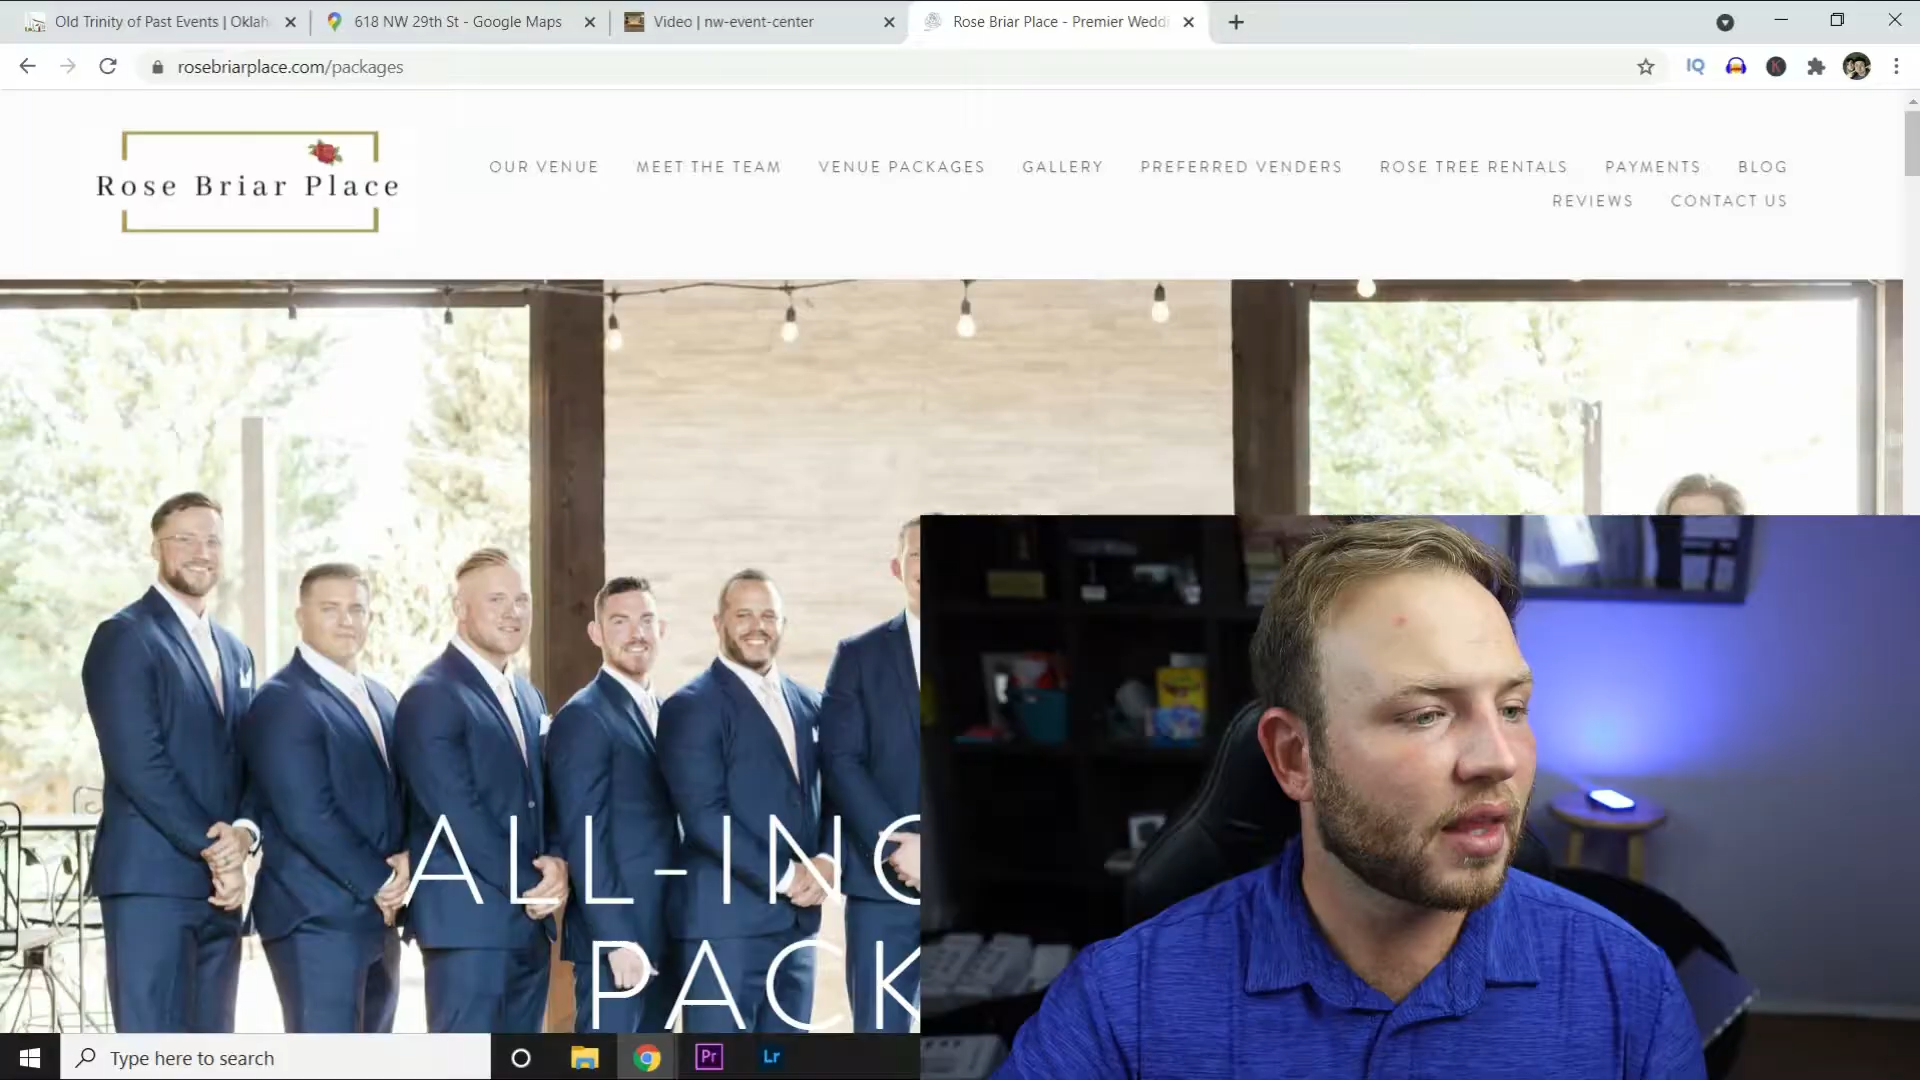 Old Trinity of Past Events | Oklah
618 NW 29th St - Google Maps
Video | nw-event-center
Rose Briar Place - Premier Weddi
rosebriarplace.com/packages
IQ
K
Rose Briar Place
OUR VENUE
MEET THE TEAM
VENUE PACKAGES
GALLERY
PREFERRED VENDERS
ROSE TREE RENTALS
PAYMENTS
BLOG
REVIEWS
CONTACT US
ALL-INC
PACK
Type here to search
Pr
Lr